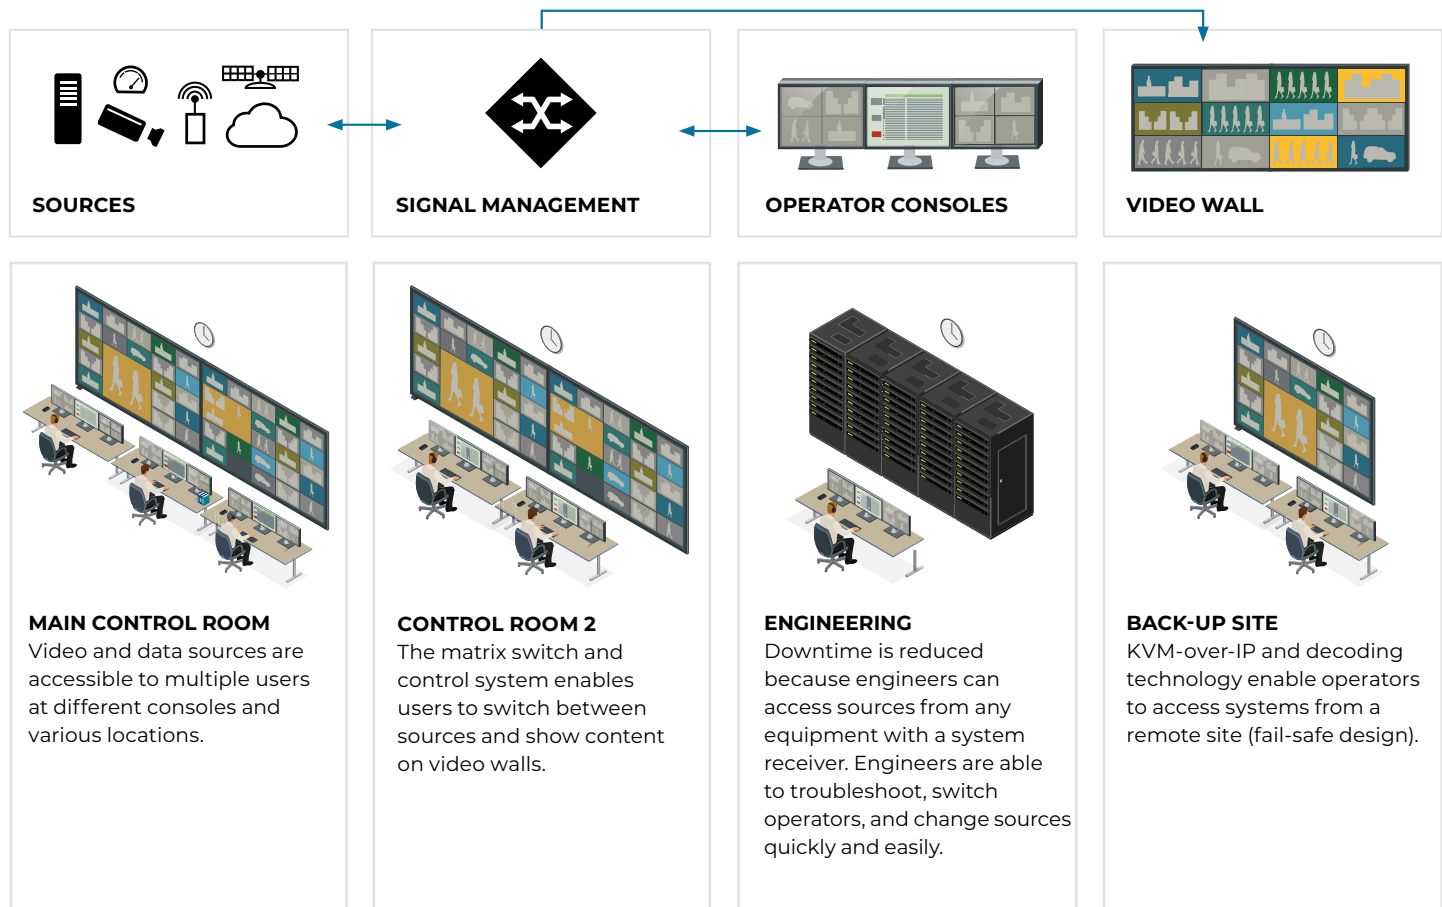 SOURCES
SIGNAL MANAGEMENT
OPERATOR CONSOLES
VIDEO WALL
MAIN CONTROL ROOM
Video and data sources are
accessible to multiple users
at different consoles and
various locations.
CONTROL ROOM 2
The matrix switch and
control system enables
users to switch between
sources and show content
on video walls.
ENGINEERING
Downtime is reduced
because engineers can
access sources from any
equipment with a system
receiver. Engineers are able
to troubleshoot, switch
operators, and change sources
quickly and easily.
BACK-UP SITE
KVM-over-IP and decoding
technology enable operators
to access systems from a
remote site (fail-safe design).